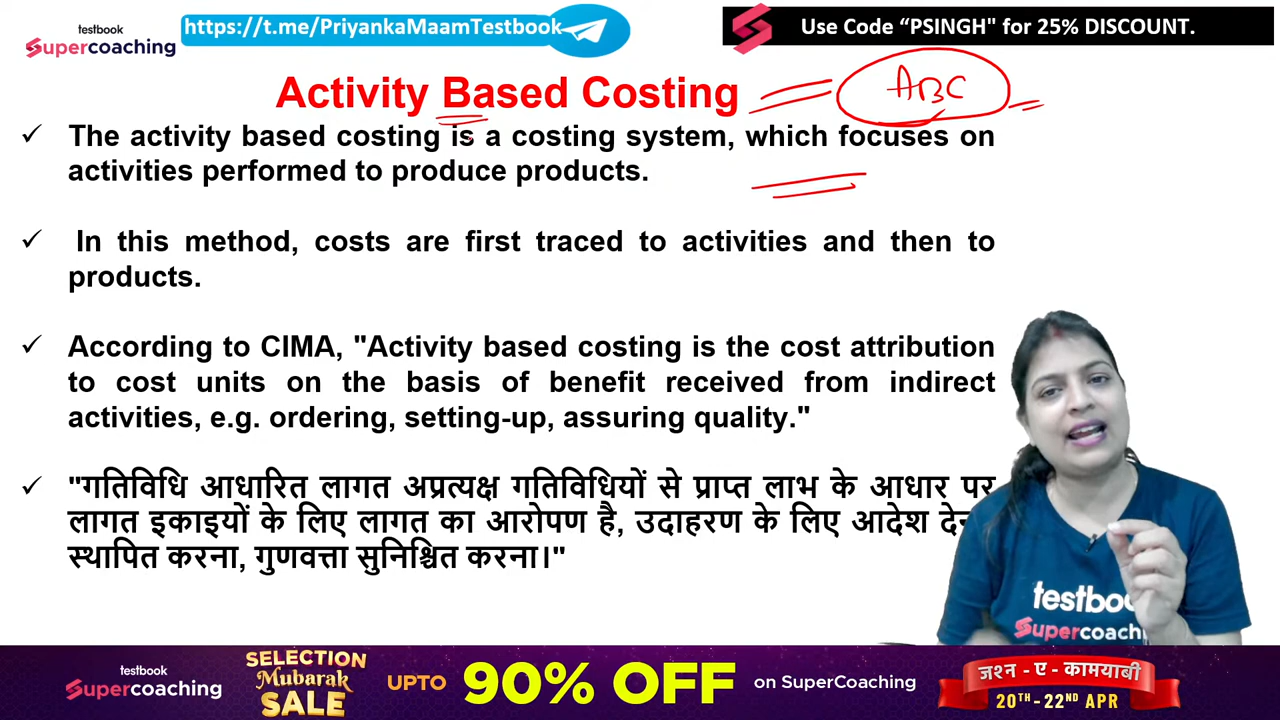 testbook
Supercoaching
https://t.me/PriyankaMaamTestbook
Use Code “PSINGH" for 25% DISCOUNT.
Activity Based Costing
ABC
✓ The activity based costing is a costing system, which focuses on
activities performed to produce products.
✓ In this method, costs are first traced to activities and then to
products.
✓ According to CIMA, "Activity based costing is the cost attribution
to cost units on the basis of benefit received from indirect
activities, e.g. ordering, setting-up, assuring quality."
✓ "गतिविधि आधारित लागत अप्रत्यक्ष गतिविधियों से प्राप्त लाभ के आधार पर
लागत इकाइयों के लिए लागत का आरोपण है, उदाहरण के लिए आदेश
स्थापित करना, गुणवत्ता सुनिश्चित करना।"
Supercoach
testbook
Supercoaching
SELECTION
Mubarak
SALE
UPTO 90% OFF on SuperCoaching
जश्न - ए - कामयाबी
20TH - 22ND APR